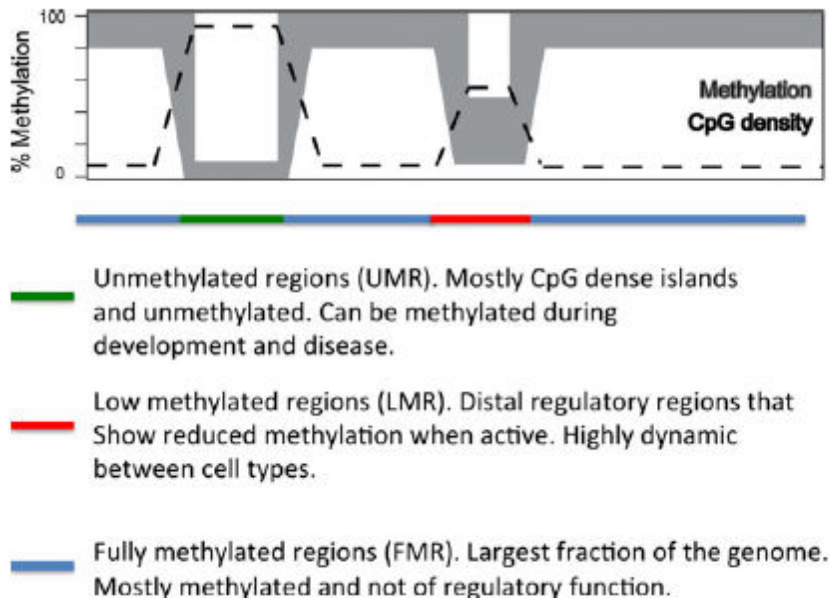 100
% Methylation
0
Methylation
CpG density
Unmethylated regions (UMR). Mostly CpG dense islands
and unmethylated. Can be methylated during
development and disease.
Low methylated regions (LMR). Distal regulatory regions that
Show reduced methylation when active. Highly dynamic
between cell types.
Fully methylated regions (FMR). Largest fraction of the genome.
Mostly methylated and not of regulatory function.